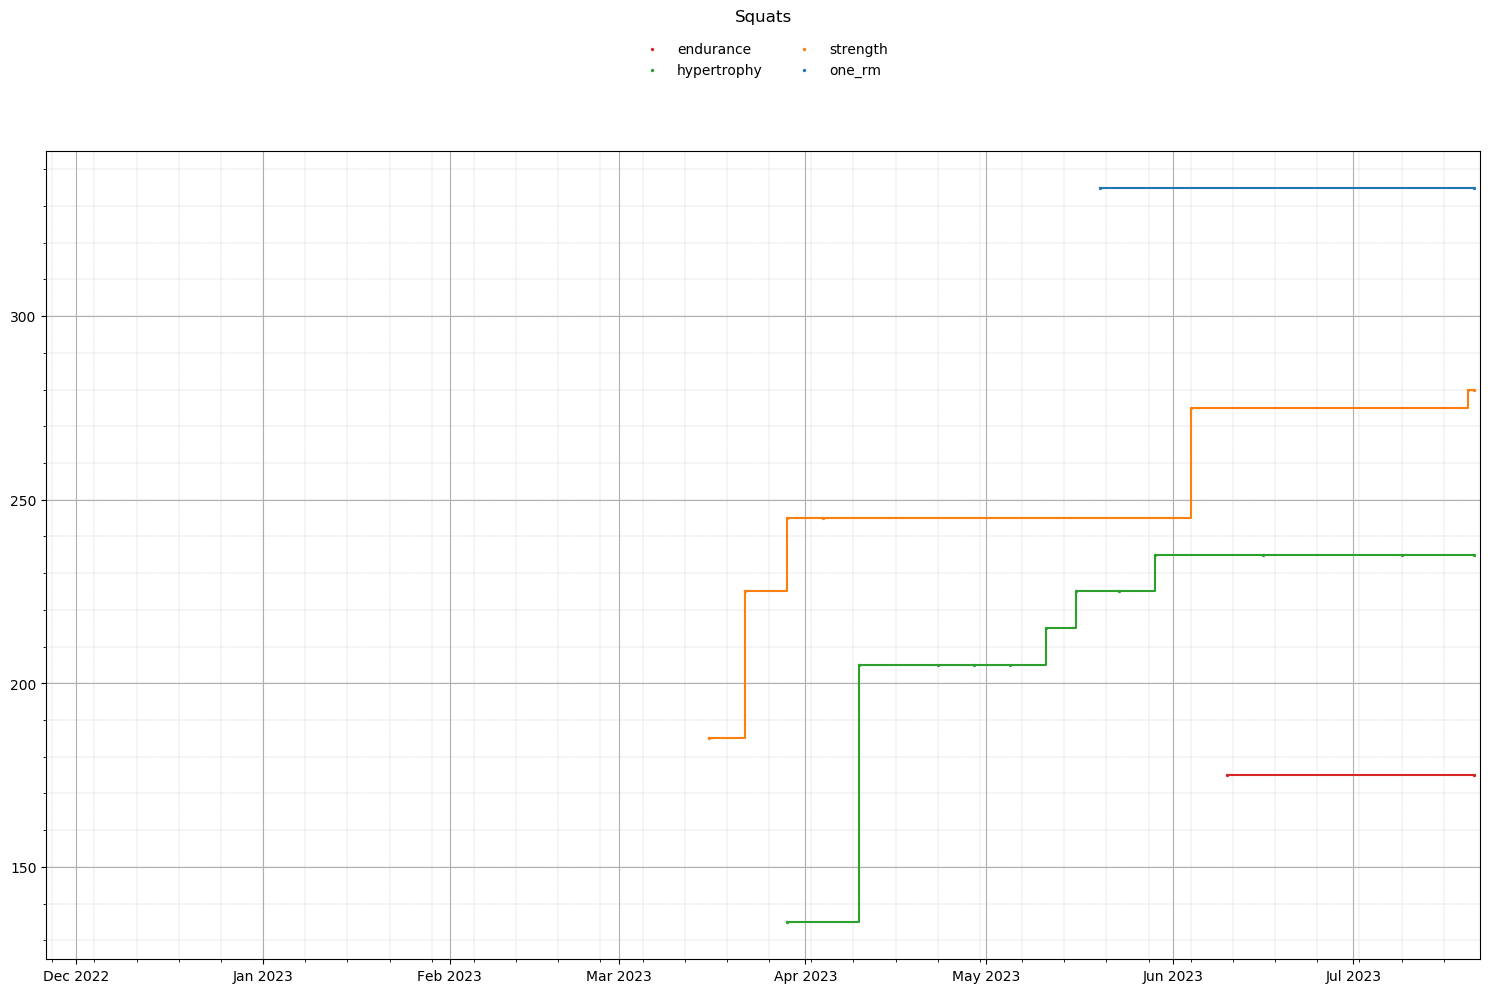 Squats
endurance strength
hypertrophy one_rm
300
250
200
150
Dec 2022 Jan 2023 Feb 2023 Mar 2023 Apr 2023 May 2023 Jun 2023 Jul 2023